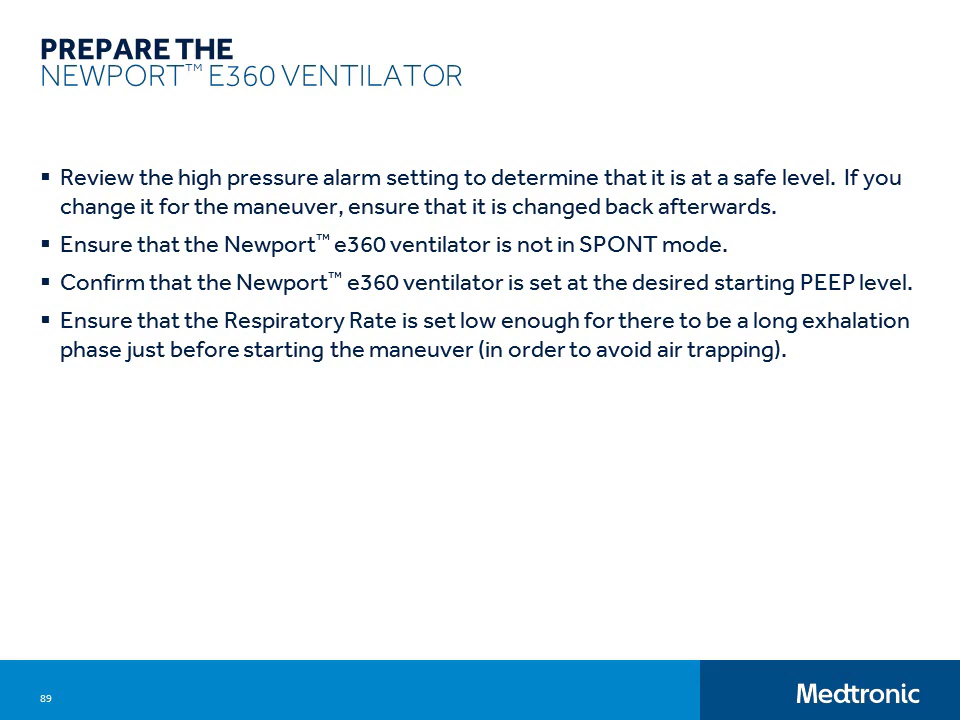 PREPARE THE
NEWPORT™ E360 VENTILATOR
▪ Review the high pressure alarm setting to determine that it is at a safe level.  If you
change it for the maneuver, ensure that it is changed back afterwards.
▪ Ensure that the Newport™ e360 ventilator is not in SPONT mode.
▪ Confirm that the Newport™ e360 ventilator is set at the desired starting PEEP level.
▪ Ensure that the Respiratory Rate is set low enough for there to be a long exhalation
phase just before starting the maneuver (in order to avoid air trapping).
89
Medtronic